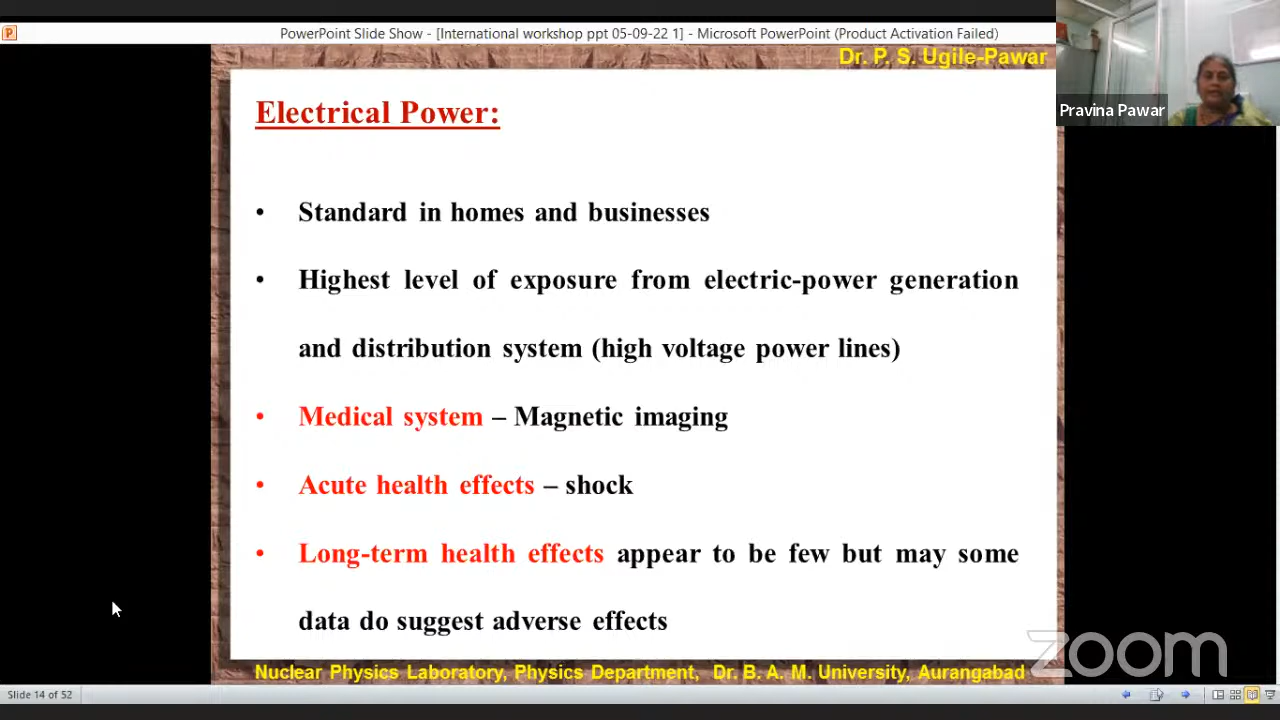 PowerPoint Slide Show - [International workshop ppt 05-09-22 1] - Microsoft PowerPoint (Product Activation Failed)
Dr. P. S. Ugile-Pawar
Pravina Pawar
Electrical Power:
• Standard in homes and businesses
• Highest level of exposure from electric-power generation
and distribution system (high voltage power lines)
• Medical system – Magnetic imaging
• Acute health effects – shock
• Long-term health effects appear to be few but may some
data do suggest adverse effects
zoom
Nuclear Physics Laboratory, Physics Department, Dr. B. A. M. University, Aurangabad
Slide 14 of 52